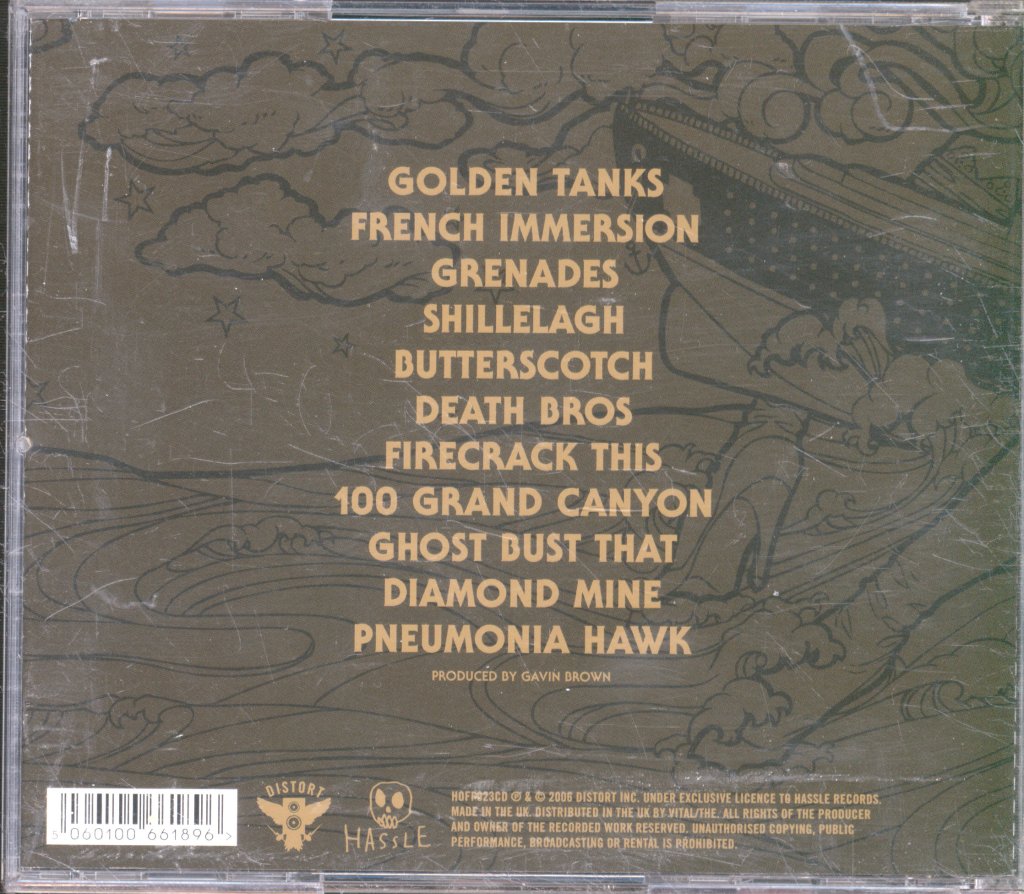 GOLDEN TANKS
FRENCH IMMERSION
GRENADES
SHILLELAGH
BUTTERSCOTCH
DEATH BROS
FIRECRACK THIS
100 GRAND CANYON
GHOST BUST THAT
DIAMOND MINE
PNEUMONIA HAWK
PRODUCED BY GAVIN BROWN
5 060100 661896 >
DISTORT
HASSLE
HOFF023CD ℗ & © 2006 DISTORT INC. UNDER EXCLUSIVE LICENCE TO HASSLE RECORDS.
MADE IN THE UK. DISTRIBUTED IN THE UK BY VITAL/THE. ALL RIGHTS OF THE PRODUCER
AND OWNER OF THE RECORDED WORK RESERVED. UNAUTHORISED COPYING, PUBLIC
PERFORMANCE, BROADCASTING OR RENTAL IS PROHIBITED.